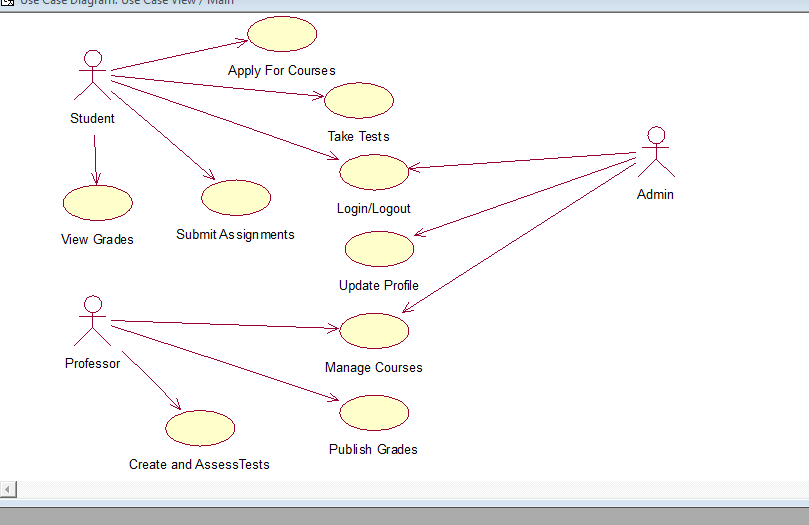 Use Case Diagram: Use Case View / Main
Apply For Courses
Student
Take Tests
Admin
Login/Logout
View Grades
Submit Assignments
Update Profile
Professor
Manage Courses
Publish Grades
Create and AssessTests